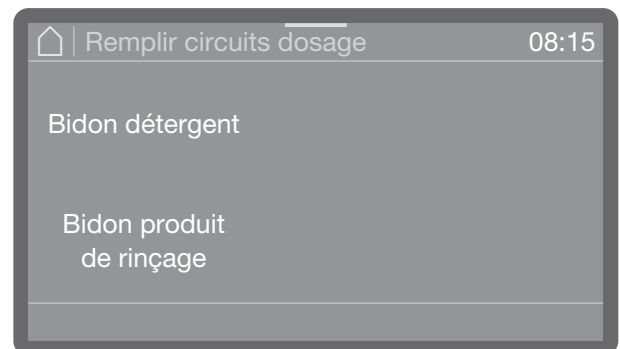 Remplir circuits dosage 08:15
Bidon détergent
Bidon produit
de rinçage